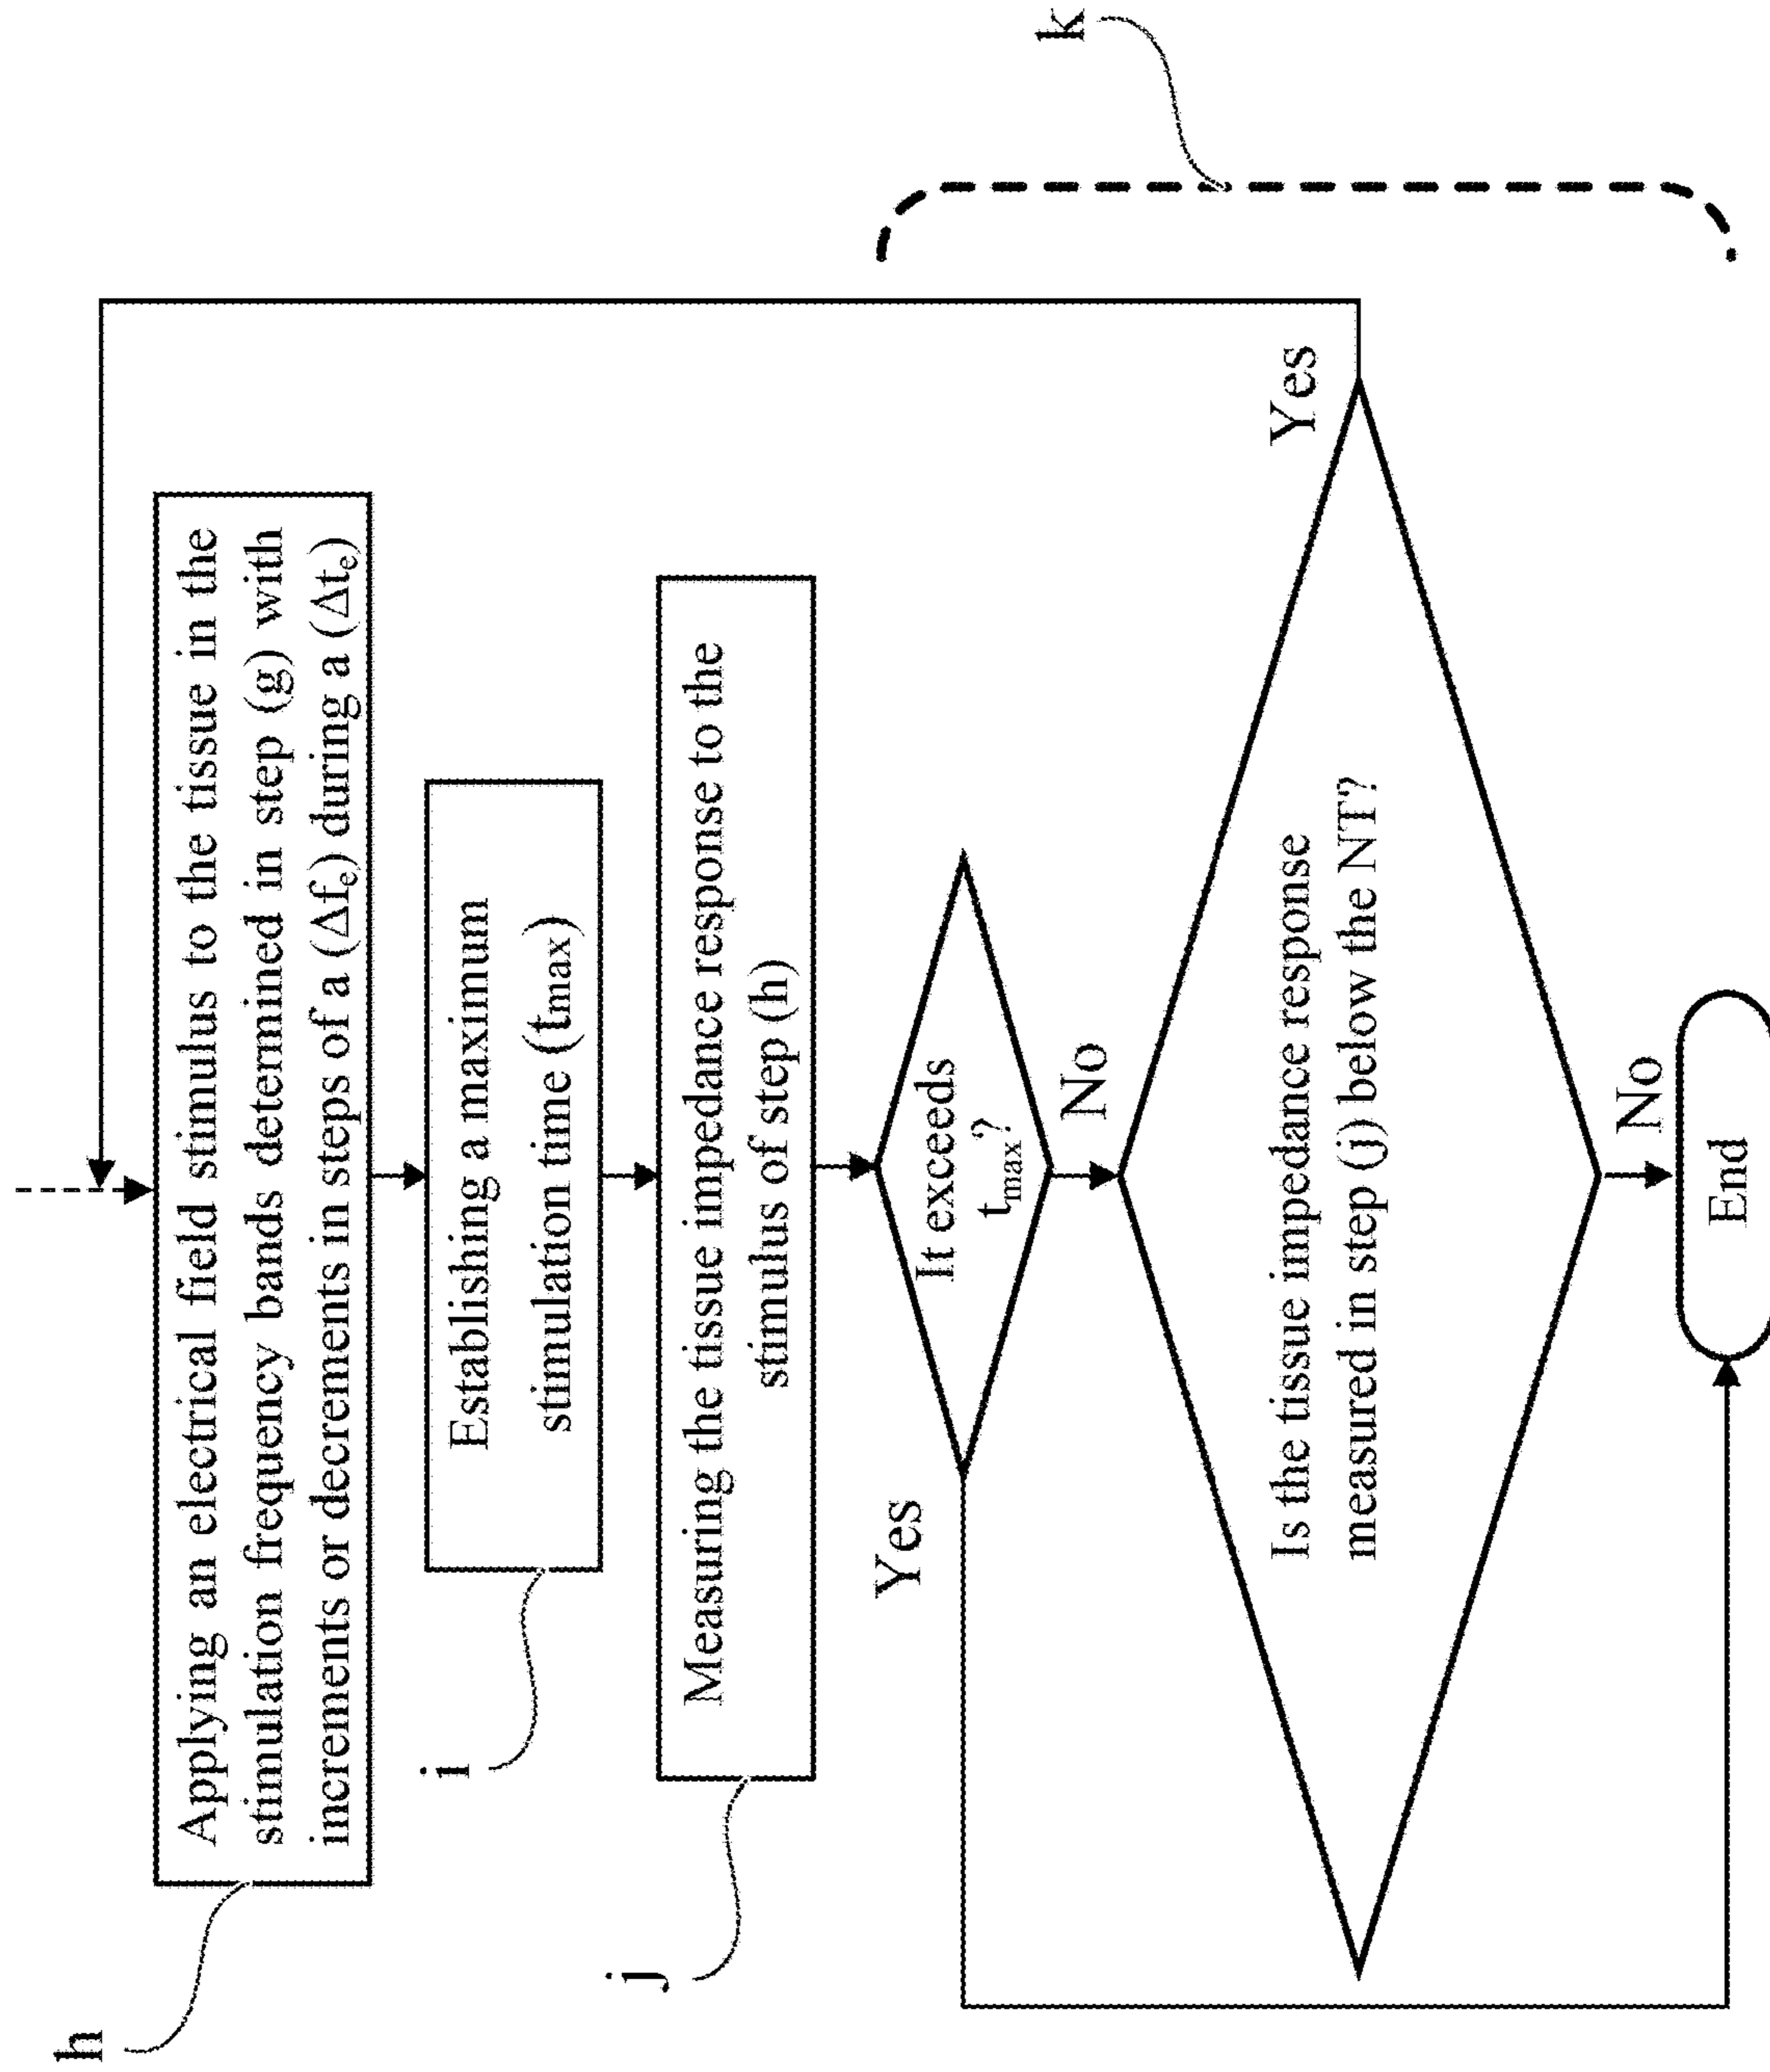 h
Applying an electrical field stimulus to the tissue in the
stimulation frequency bands determined in step (g) with
increments or decrements in steps of a (Δfe) during a (Δte)
i
Establishing a maximum
stimulation time (tmax)
j
Measuring the tissue impedance response to the
stimulus of step (h)
It exceeds
tmax?
Yes
No
k
Is the tissue impedance response
measured in step (j) below the NT?
Yes
No
End